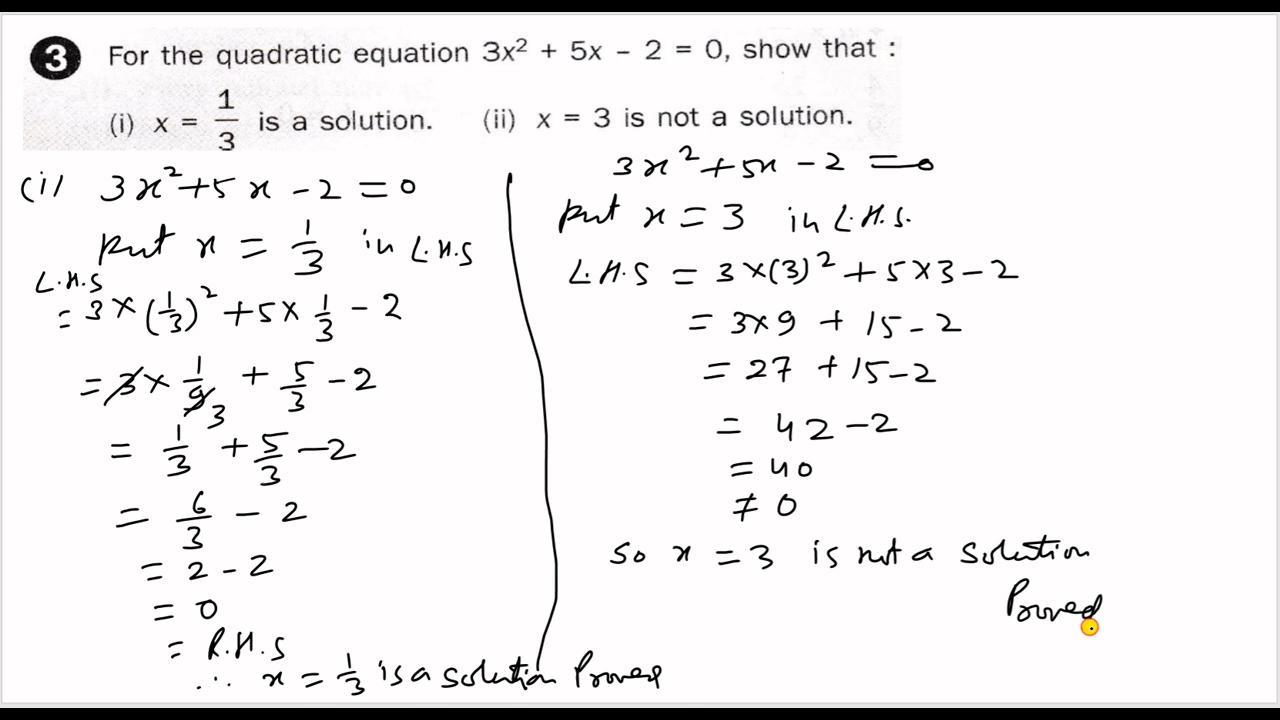 3 For the quadratic equation 3x² + 5x - 2 = 0, show that :
(i) x = 1/3 is a solution. (ii) x = 3 is not a solution.
(i) 3x²+5x-2=0
Put x = 1/3 in L.H.S
L.H.S
= 3×(1/3)²+5×1/3-2
= 3×1/9 3 + 5/3 -2
= 1/3 + 5/3 -2
= 6/3 - 2
= 2-2
= 0
= R.H.S
∴ x = 1/3 is a solution Proved
3x²+5x-2=0
Put x=3 in L.H.S.
L.H.S = 3×(3)²+5×3-2
= 3×9 + 15-2
= 27 +15-2
= 42-2
= 40
≠ 0
So x = 3 is not a solution
Proved